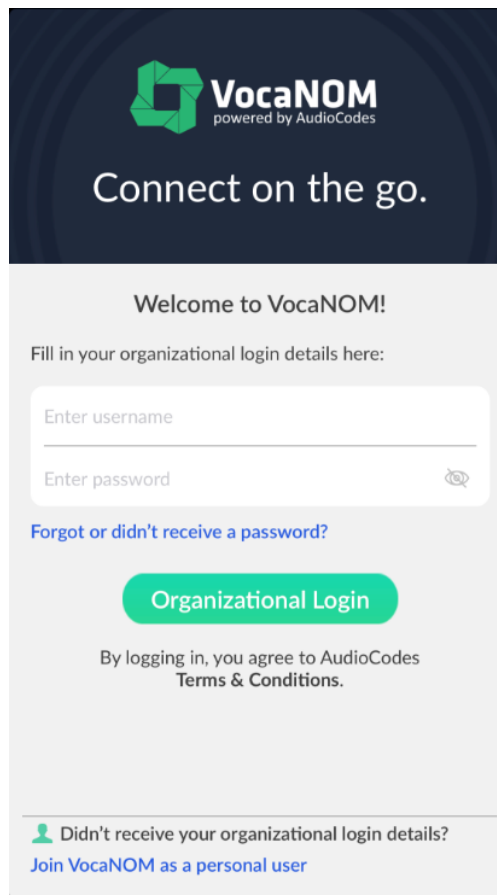 VocaNOM
powered by AudioCodes
Connect on the go.
Welcome to VocaNOM!
Fill in your organizational login details here:
Enter username
Enter password
Forgot or didn't receive a password?
Organizational Login
By logging in, you agree to AudioCodes
Terms & Conditions.
Didn't receive your organizational login details?
Join VocaNOM as a personal user